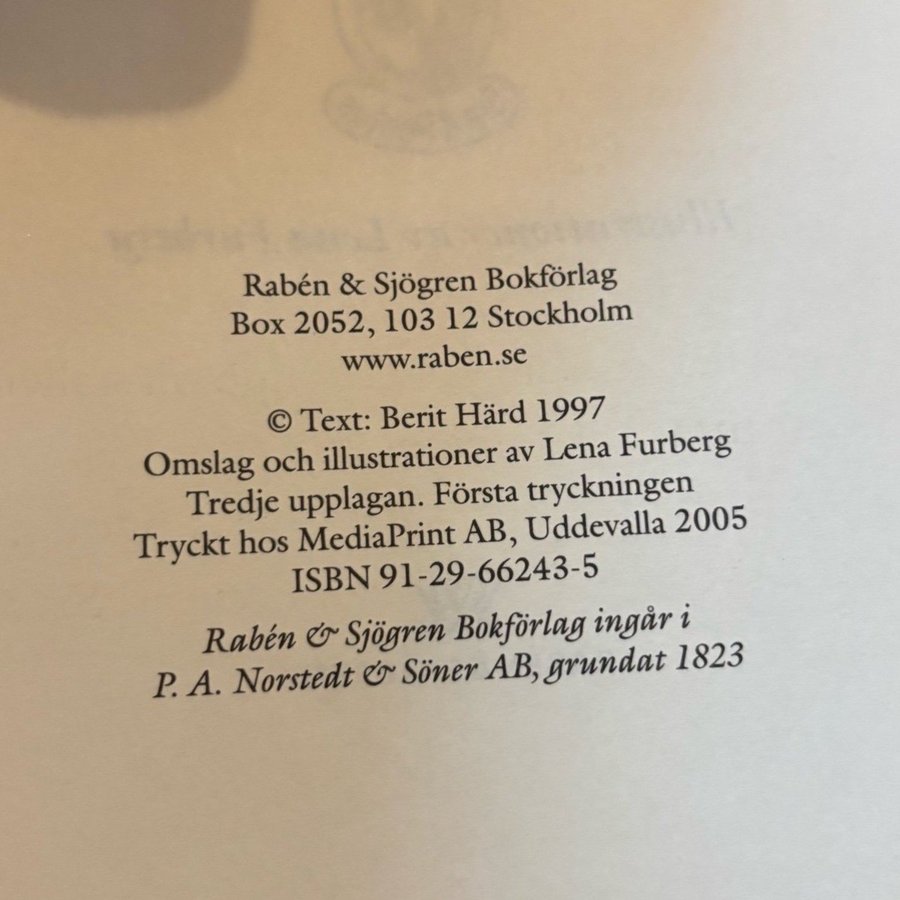 Rabén & Sjögren Bokförlag
Box 2052, 103 12 Stockholm
www.raben.se
© Text: Berit Härd 1997
Omslag och illustrationer av Lena Furberg
Tredje upplagan. Första tryckningen
Tryckt hos MediaPrint AB, Uddevalla 2005
ISBN 91-29-66243-5
Rabén & Sjögren Bokförlag ingår i
P. A. Norstedt & Söner AB, grundat 1823